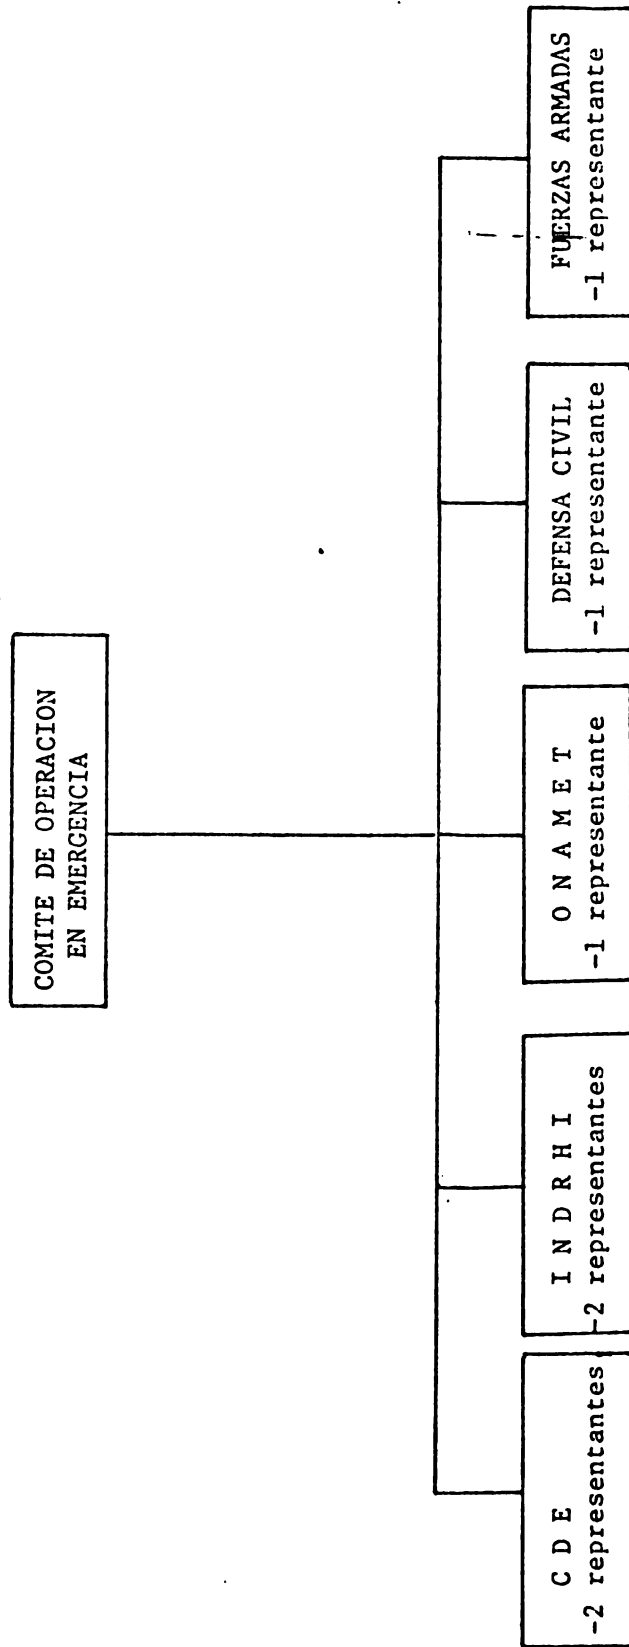 COMITE DE OPERACION
EN EMERGENCIA
C D E
-2 representantes
I N D R H I
-2 representantes
O N A M E T
-1 representante
DEFENSA CIVIL
-1 representante
FUERZAS ARMADAS
-1 representante